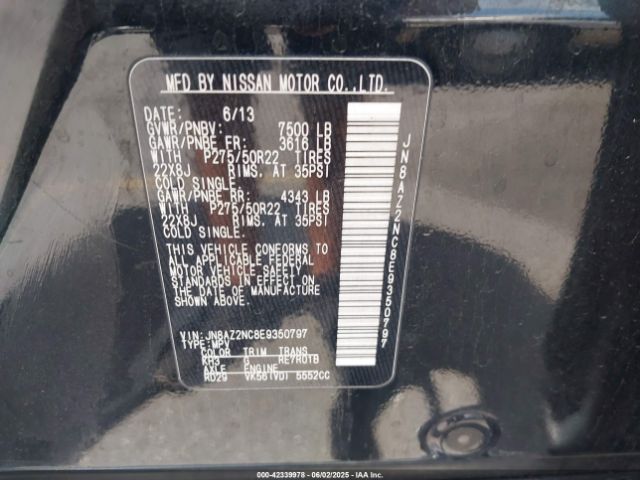 MFD BY NISSAN MOTOR CO.,LTD.
DATE: 6/13
GVWR/PNBV: 7500 LB
GAWR/PNBE FR: 3616 LB
WITH P275/50R22 TIRES
22X8J RIMS. AT 35PSI
COLD SINGLE.
GAWR/PNBE RR: 4343 LB
WITH P275/50R22 TIRES
22X8J RIMS. AT 35PSI
COLD SINGLE.
THIS VEHICLE CONFORMS TO
ALL APPLICABLE FEDERAL
MOTOR VEHICLE SAFETY
STANDARDS IN EFFECT ON
THE DATE OF MANUFACTURE
SHOWN ABOVE.
VIN: JN8AZ2NC8E9350797
TYPE: MPV
COLOR TRIM TRANS
KH3 G RE7R01B
AXLE ENGINE
RD29 VK56(VD) 5552CC
JN8AZ2NC8E9350797
000-42339978 - 06/02/2025 - IAA Inc.